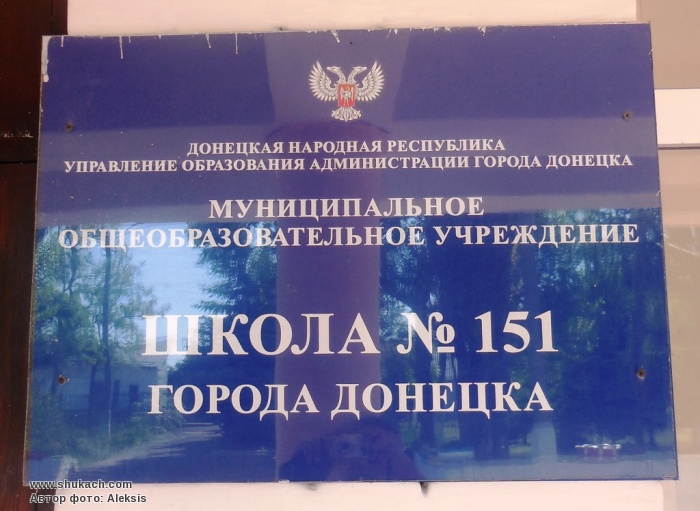 ДОНЕЦКАЯ НАРОДНАЯ РЕСПУБЛИКА
УПРАВЛЕНИЕ ОБРАЗОВАНИЯ АДМИНИСТРАЦИИ ГОРОДА ДОНЕЦКА
МУНИЦИПАЛЬНОЕ
ОБЩЕОБРАЗОВАТЕЛЬНОЕ УЧРЕЖДЕНИЕ
ШКОЛА № 151
ГОРОДА ДОНЕЦКА
www.shukach.com
Автор фото: Aleksis